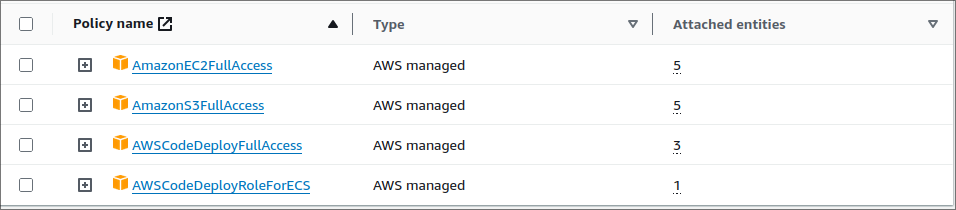 Policy name Type Attached entities
AmazonEC2FullAccess AWS managed 5
AmazonS3FullAccess AWS managed 5
AWSCodeDeployFullAccess AWS managed 3
AWSCodeDeployRoleForECS AWS managed 1